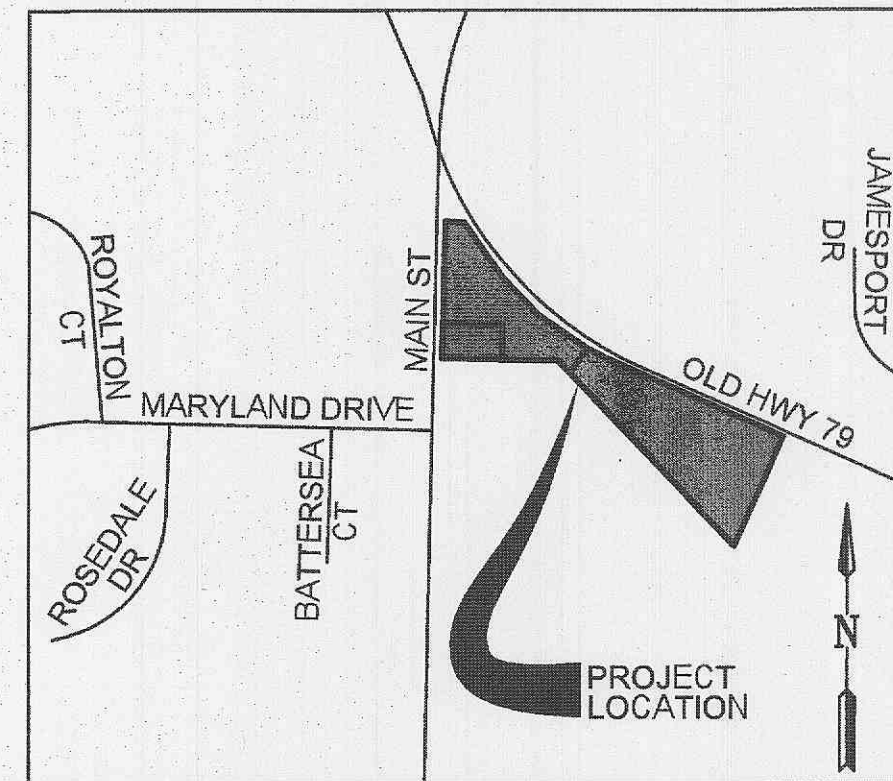 JAMESPORT
DR
ROYALTON
CT
MAIN ST
OLD HWY 79
MARYLAND DRIVE
BATTERSEA
CT
ROSEDALE
DR
N
PROJECT
LOCATION